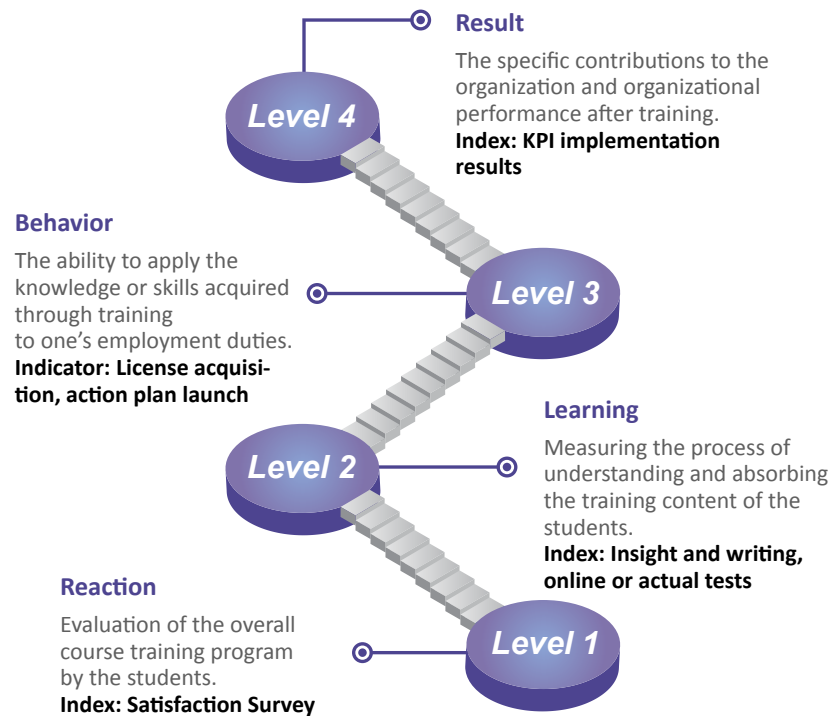 Result
The specific contributions to the
organization and organizational
performance after training.
Index: KPI implementation
results
Level 4
Behavior
The ability to apply the
knowledge or skills acquired
through training
to one's employment duties.
Indicator: License acquisi-
tion, action plan launch
Level 3
Learning
Measuring the process of
understanding and absorbing
the training content of the
students.
Index: Insight and writing,
online or actual tests
Level 2
Reaction
Evaluation of the overall
course training program
by the students.
Index: Satisfaction Survey
Level 1